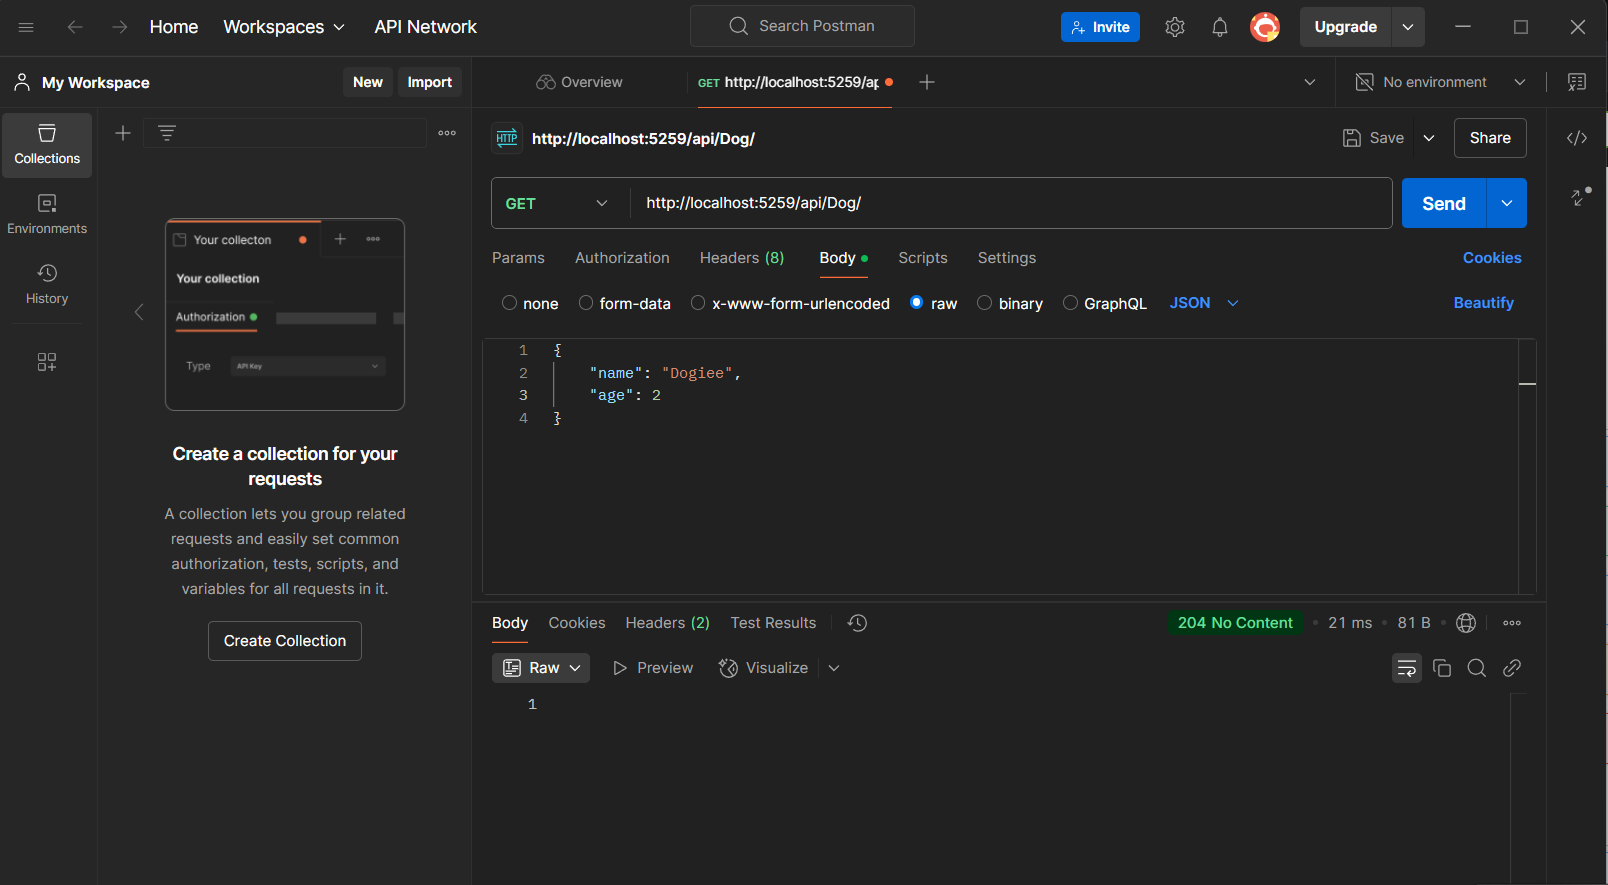 Home Workspaces API Network Search Postman Invite Upgrade
My Workspace New Import Overview GET http://localhost:5259/ap No environment
Collections
Environments
History
Your collecton
Your collection
Authorization
Type API Key
Create a collection for your
requests
A collection lets you group related
requests and easily set common
authorization, tests, scripts, and
variables for all requests in it.
Create Collection
HTTP http://localhost:5259/api/Dog/ Save Share
GET http://localhost:5259/api/Dog/ Send
Params Authorization Headers (8) Body Scripts Settings Cookies
none form-data x-www-form-urlencoded raw binary GraphQL JSON Beautify
1 {
2 "name": "Dogiee",
3 "age": 2
4 }
Body Cookies Headers (2) Test Results 204 No Content 21 ms 81 B
Raw Preview Visualize
1